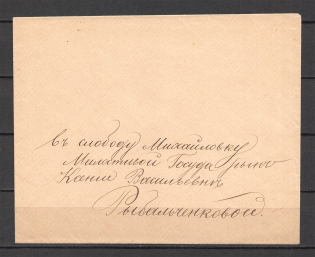 въ слободу Михайловку
Милостивой Государынѣ
Васильевнѣ
Рыбальченковой.